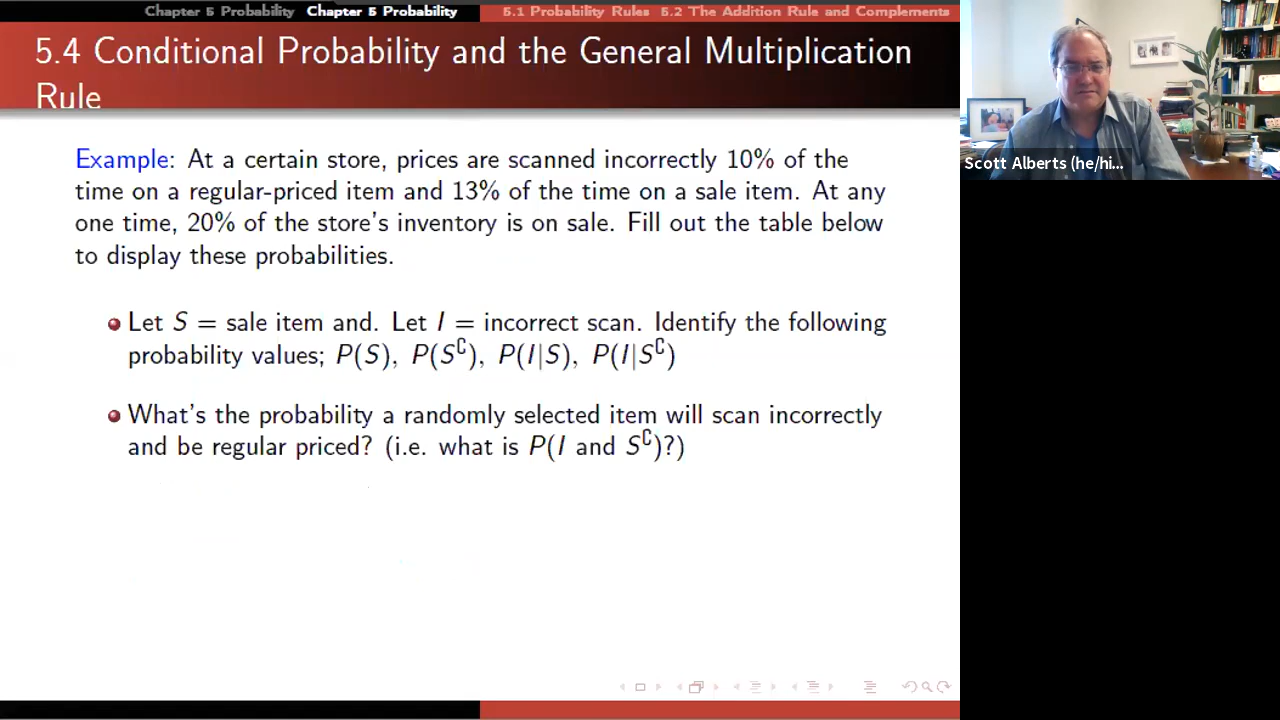 Chapter 5 Probability Chapter 5 Probability 5.1 Probability Rules 5.2 The Addition Rule and Complements
5.4 Conditional Probability and the General Multiplication
Rule
Example: At a certain store, prices are scanned incorrectly 10% of the
time on a regular-priced item and 13% of the time on a sale item. At any
one time, 20% of the store's inventory is on sale. Fill out the table below
to display these probabilities.
Let S = sale item and. Let I = incorrect scan. Identify the following
probability values; P(S), P(S^∁), P(I|S), P(I|S^∁)
What's the probability a randomly selected item will scan incorrectly
and be regular priced? (i.e. what is P(I and S^∁)?)
Scott Alberts (he/hi...